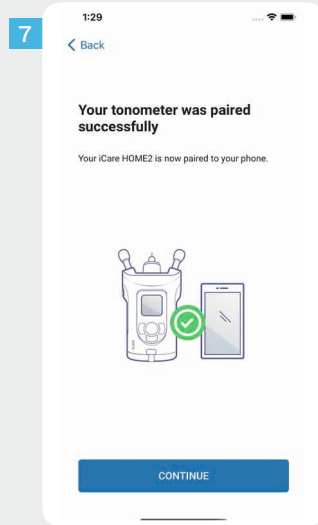 7
1:29
Back
Your tonometer was paired
successfully
Your iCare HOME2 is now paired to your phone.
CONTINUE